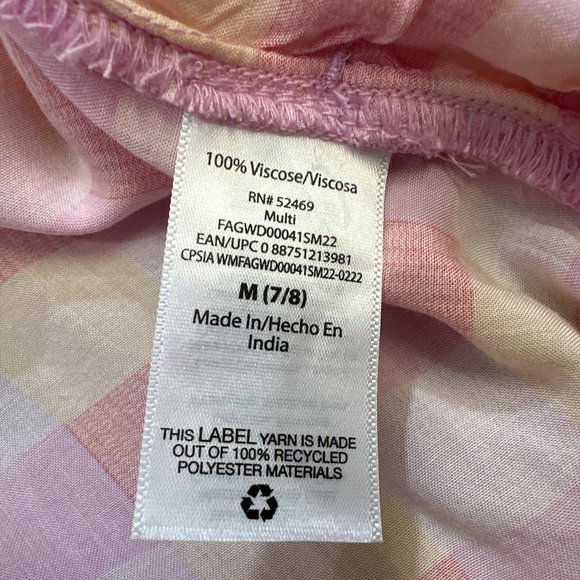 100% Viscose/Viscosa
RN# 52469
Multi
FAGWD00041SM22
EAN/UPC 0 88751213981
CPSIA WMFAGWD00041SM22-0222
M (7/8)
Made In/Hecho En
India
THIS LABEL YARN IS MADE
OUT OF 100% RECYCLED
POLYESTER MATERIALS